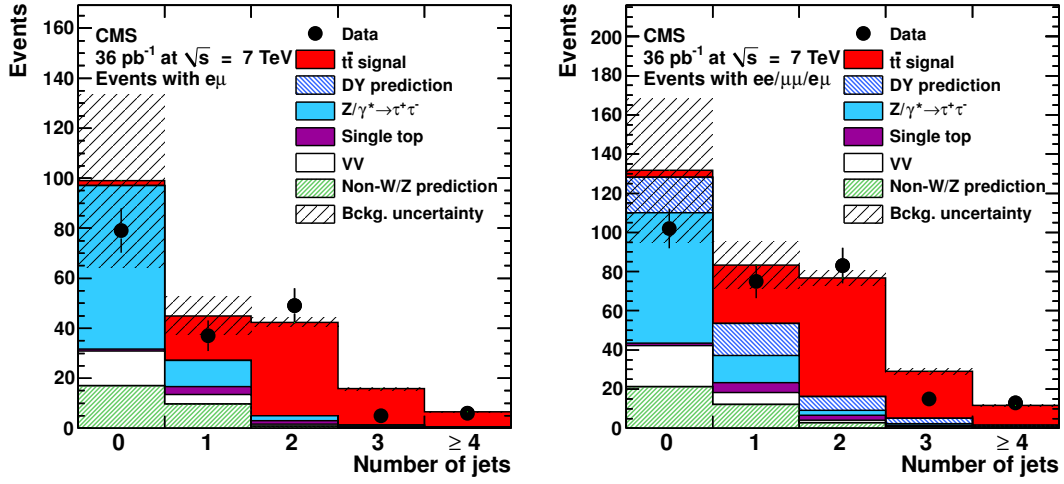 Events
160
140
120
100
80
60
40
20
0
CMS
36 pb⁻¹ at √s = 7 TeV
Events with eμ
Data
tt̄ signal
DY prediction
Z/γ*→τ⁺τ⁻
Single top
VV
Non-W/Z prediction
Bckg. uncertainty
0 1 2 3 ≥ 4
Number of jets
Events
200
180
160
140
120
100
80
60
40
20
0
CMS
36 pb⁻¹ at √s = 7 TeV
Events with ee/μμ/eμ
Data
tt̄ signal
DY prediction
Z/γ*→τ⁺τ⁻
Single top
VV
Non-W/Z prediction
Bckg. uncertainty
0 1 2 3 ≥ 4
Number of jets